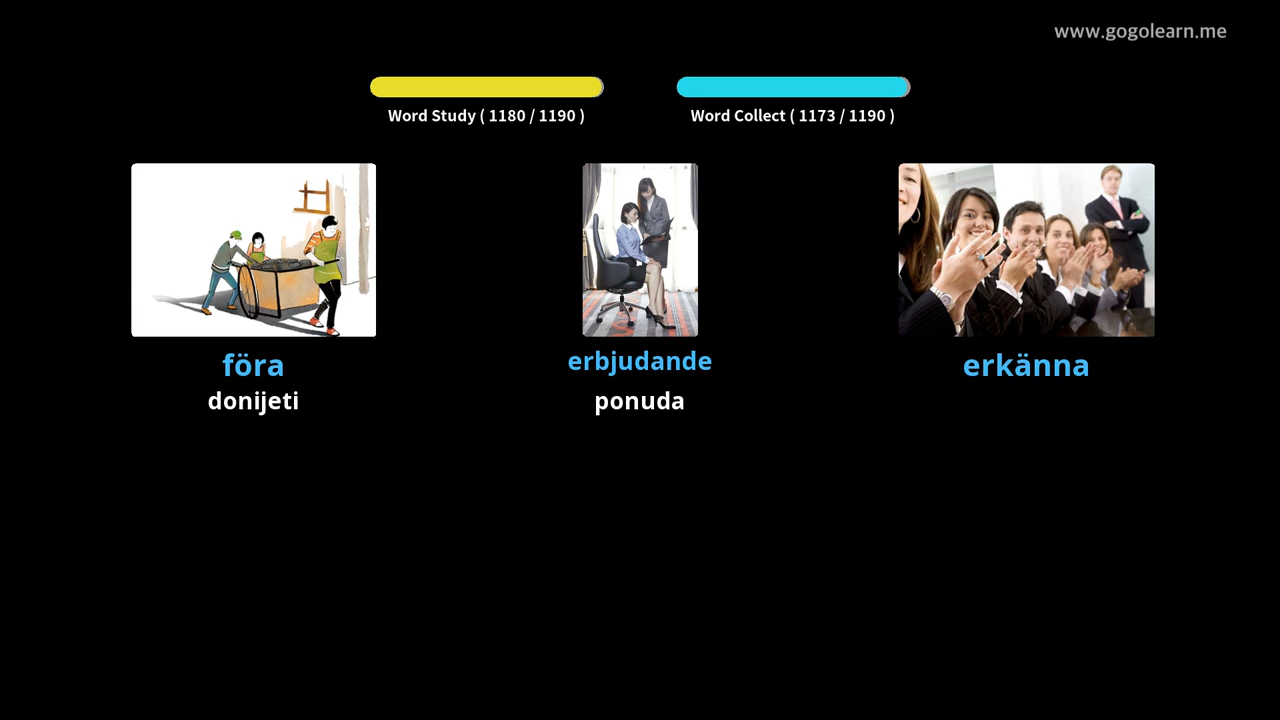 www.gogolearn.me
Word Study ( 1180 / 1190 )
Word Collect ( 1173 / 1190 )
föra
erbjudande
erkänna
donijeti
ponuda